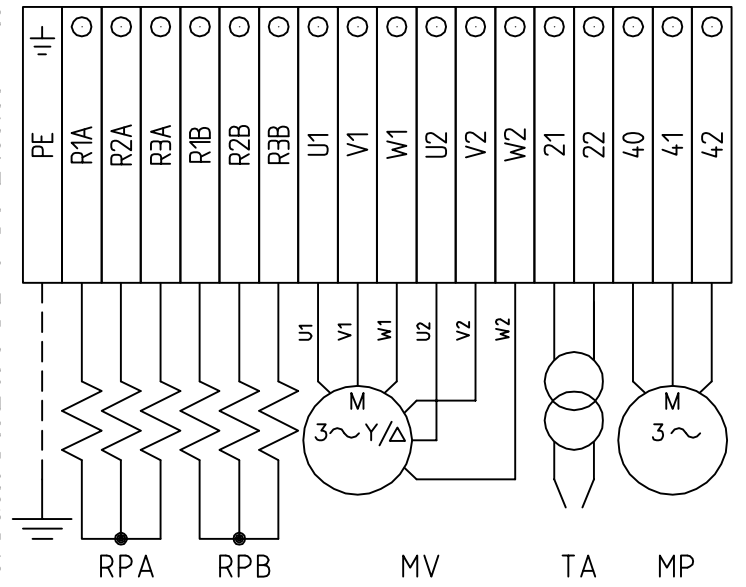 PE R1A R2A R3A R1B R2B R3B U1 V1 W1 U2 V2 W2 21 22 40 41 42
U1 V1 W1 U2 V2 W2
M M
3~ Y/△ 3~
RPA RPB MV TA MP